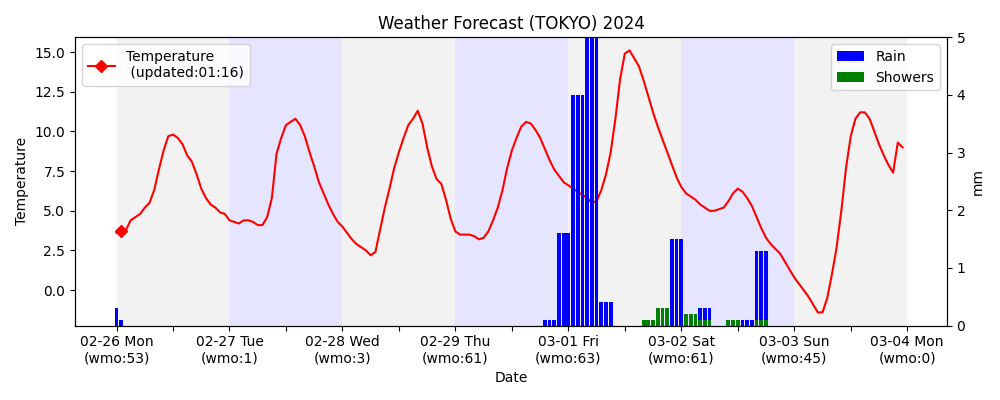 Weather Forecast (TOKYO) 2024
Temperature
(updated:01:16)
Rain
Showers
15.0
12.5
10.0
7.5
5.0
2.5
0.0
Temperature
5
4
3
2
1
0
mm
02-26 Mon
(wmo:53)
02-27 Tue
(wmo:1)
02-28 Wed
(wmo:3)
02-29 Thu
(wmo:61)
03-01 Fri
(wmo:63)
03-02 Sat
(wmo:61)
03-03 Sun
(wmo:45)
03-04 Mon
(wmo:0)
Date